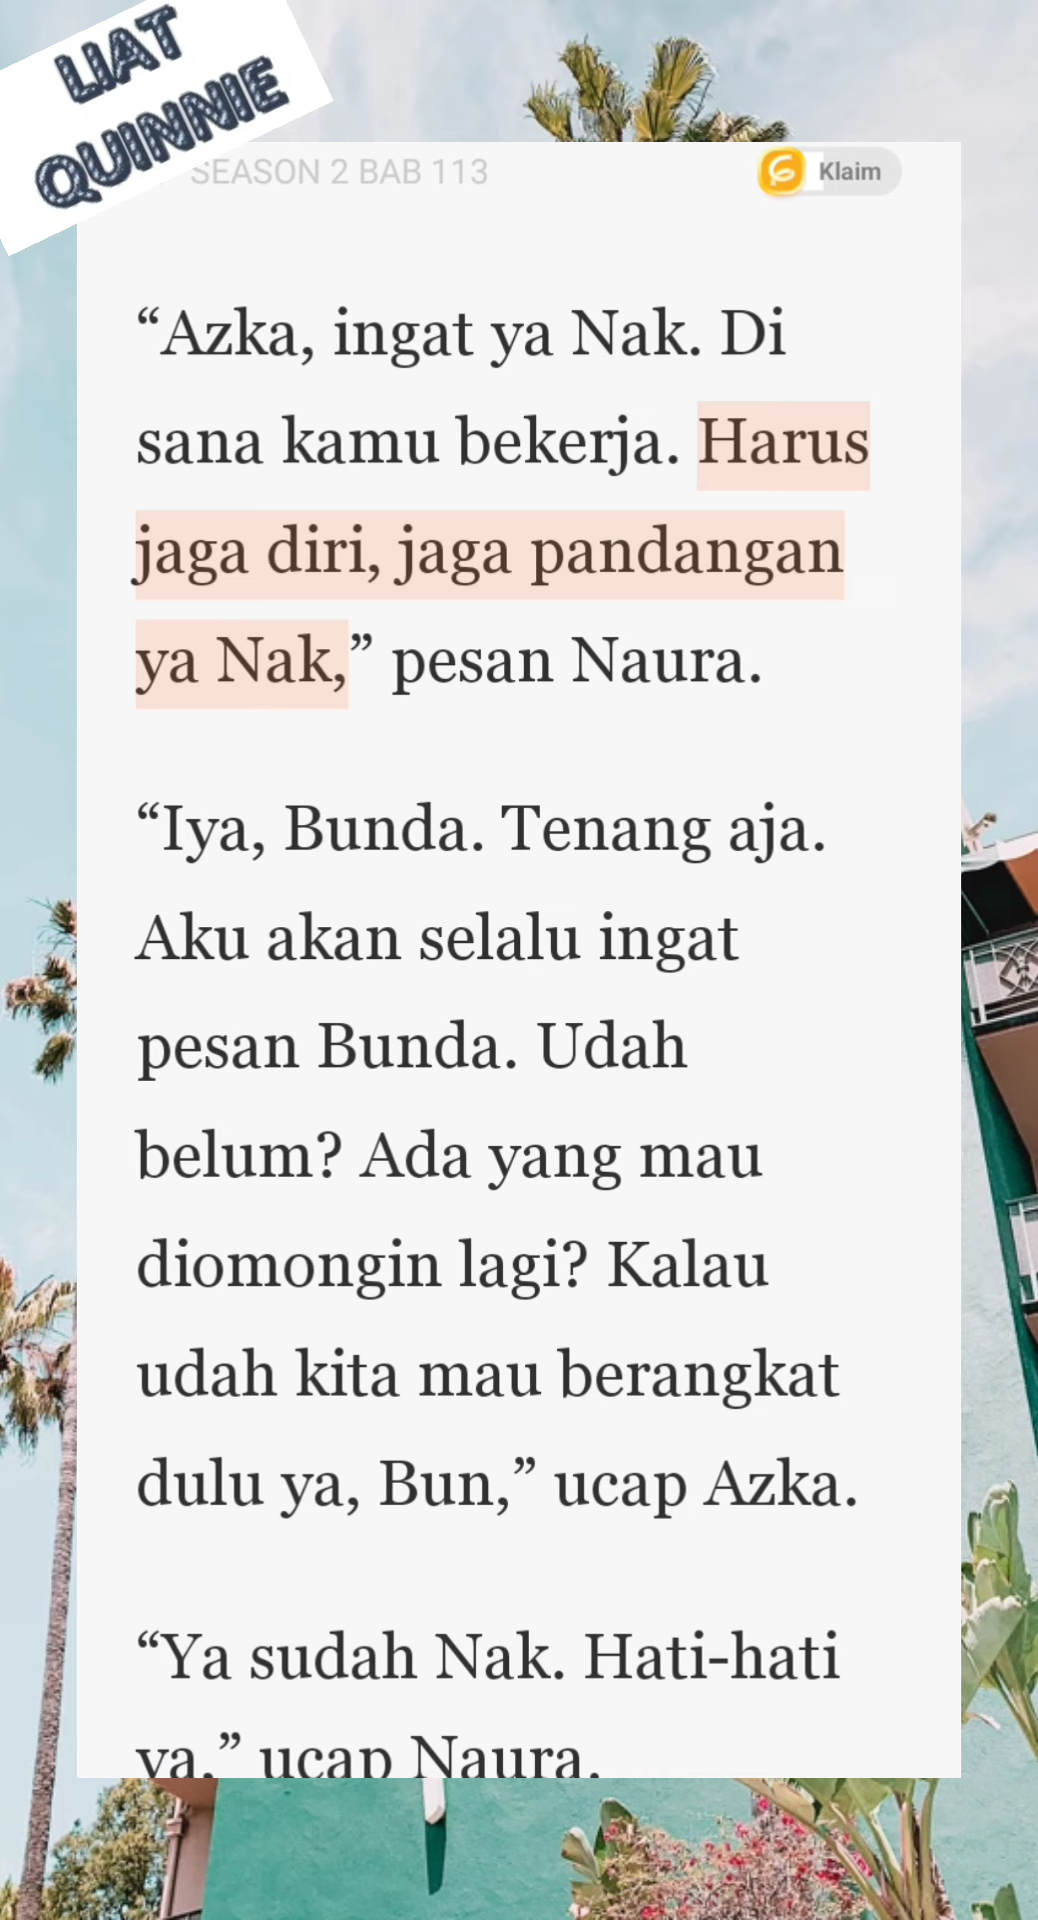 LIAT
QUINNIE
SEASON 2 BAB 113
Klaim
“Azka, ingat ya Nak. Di
sana kamu bekerja. Harus
jaga diri, jaga pandangan
ya Nak,” pesan Naura.
“Iya, Bunda. Tenang aja.
Aku akan selalu ingat
pesan Bunda. Udah
belum? Ada yang mau
diomongin lagi? Kalau
udah kita mau berangkat
dulu ya, Bun,” ucap Azka.
“Ya sudah Nak. Hati-hati
ya,” ucap Naura.